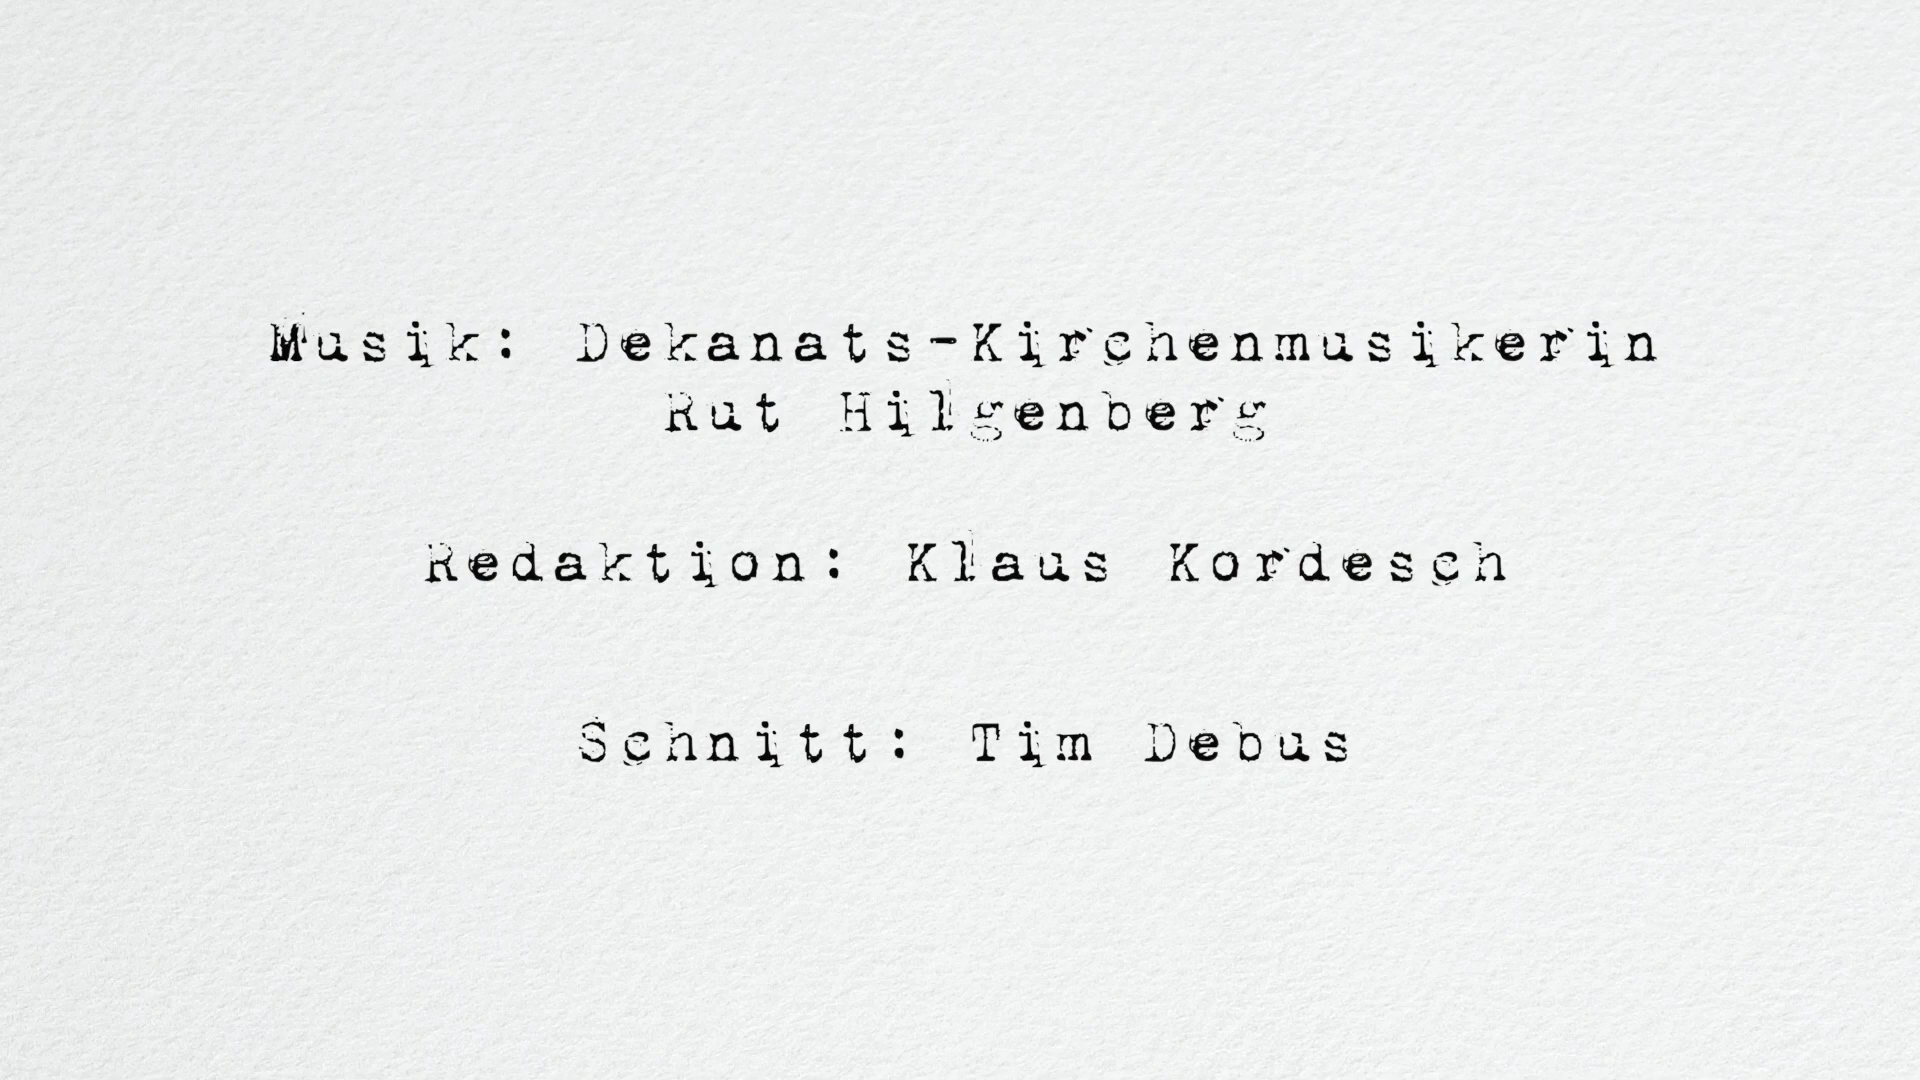 Musik: Dekanats-Kirchenmusikerin
Rut Hilgenberg
Redaktion: Klaus Kordesch
Schnitt: Tim Debus